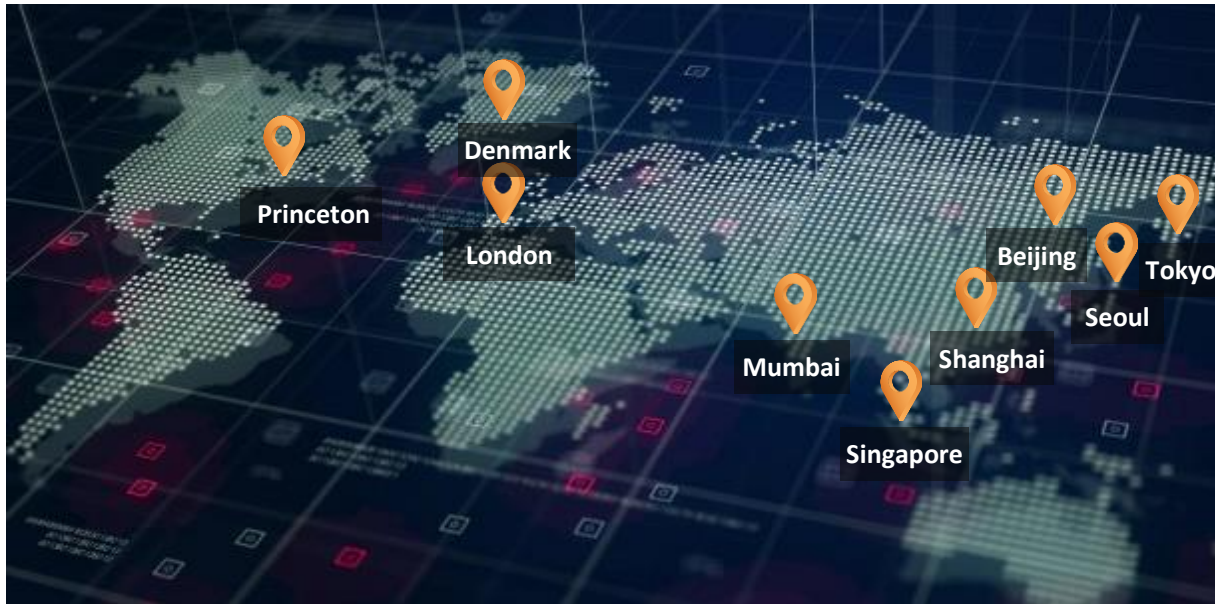 Denmark
Princeton
London
Beijing
Tokyo
Seoul
Shanghai
Mumbai
Singapore